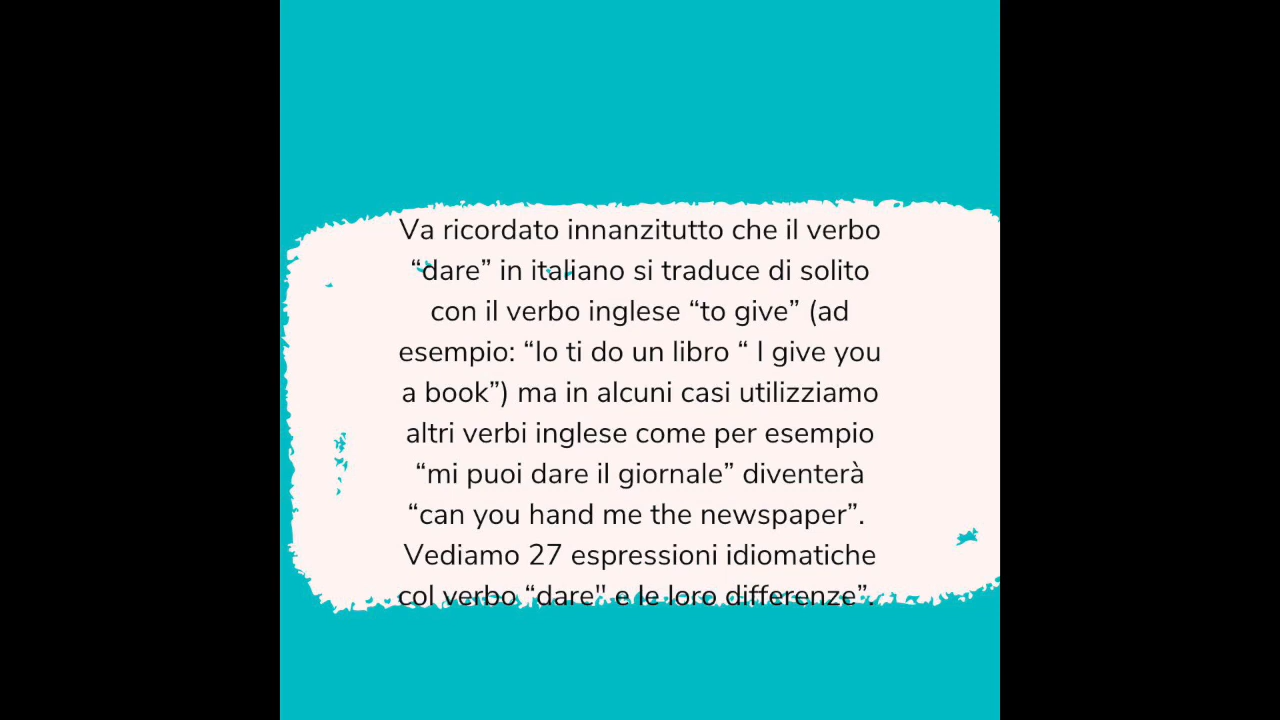 Va ricordato innanzitutto che il verbo
“dare” in italiano si traduce di solito
con il verbo inglese “to give” (ad
esempio: “Io ti do un libro “ I give you
a book”) ma in alcuni casi utilizziamo
altri verbi inglese come per esempio
“mi puoi dare il giornale” diventerà
“can you hand me the newspaper”.
Vediamo 27 espressioni idiomatiche
col verbo “dare" e le loro differenze”.